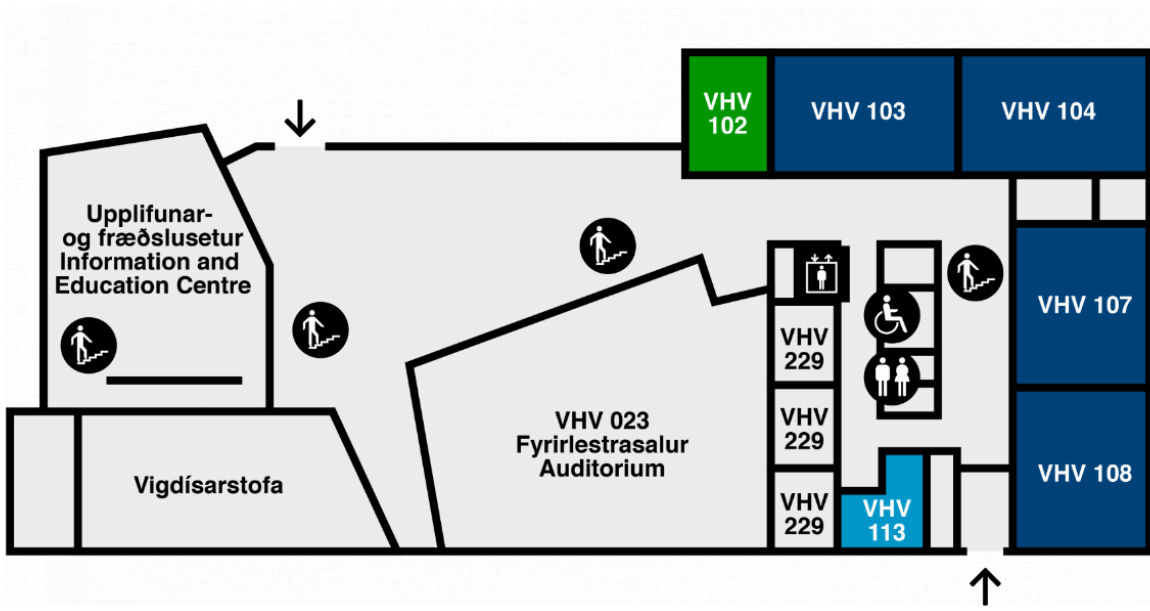 VHV
102
VHV 103
VHV 104
Upplifunar-
og fræðslusetur
Information and
Education Centre
VHV 107
VHV
229
VHV 023
Fyrirlestrasalur
Auditorium
VHV
229
Vigdísarstofa
VHV 108
VHV
229
VHV
113